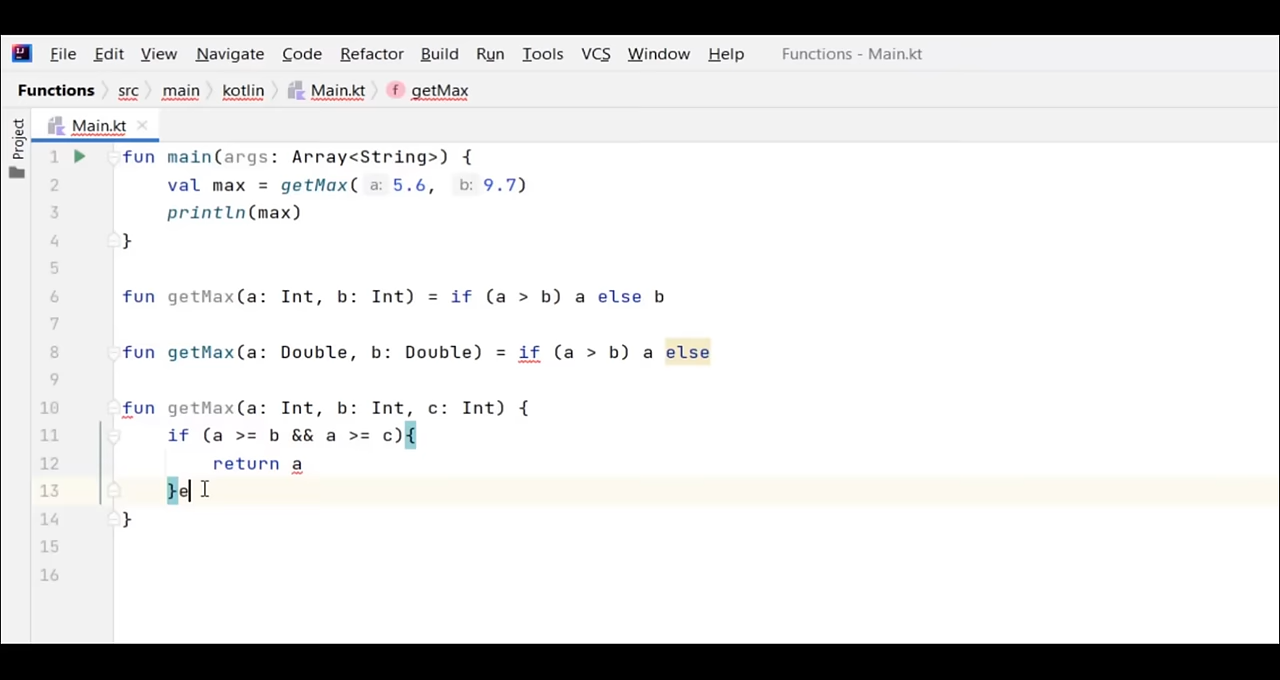 File Edit View Navigate Code Refactor Build Run Tools VCS Window Help Functions - Main.kt
Functions src main kotlin Main.kt f getMax
Main.kt
Project
1 fun main(args: Array<String>) {
2 val max = getMax( a: 5.6, b: 9.7)
3 println(max)
4 }
5
6 fun getMax(a: Int, b: Int) = if (a > b) a else b
7
8 fun getMax(a: Double, b: Double) = if (a > b) a else
9
10 fun getMax(a: Int, b: Int, c: Int) {
11 if (a >= b && a >= c){
12 return a
13 }e
14 }
15
16